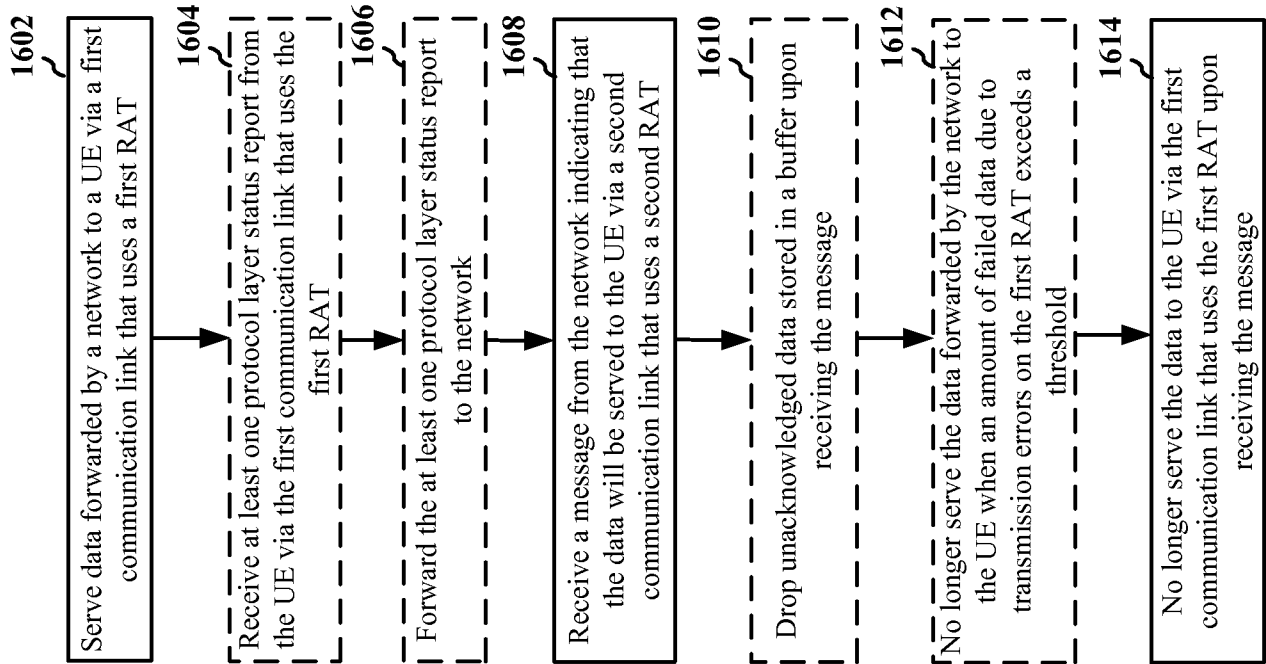 1602
Serve data forwarded by a network to a UE via a first
communication link that uses a first RAT
1604
Receive at least one protocol layer status report from
the UE via the first communication link that uses the
first RAT
1606
Forward the at least one protocol layer status report
to the network
1608
Receive a message from the network indicating that
the data will be served to the UE via a second
communication link that uses a second RAT
1610
Drop unacknowledged data stored in a buffer upon
receiving the message
1612
No longer serve the data forwarded by the network to
the UE when an amount of failed data due to
transmission errors on the first RAT exceeds a
threshold
1614
No longer serve the data to the UE via the first
communication link that uses the first RAT upon
receiving the message